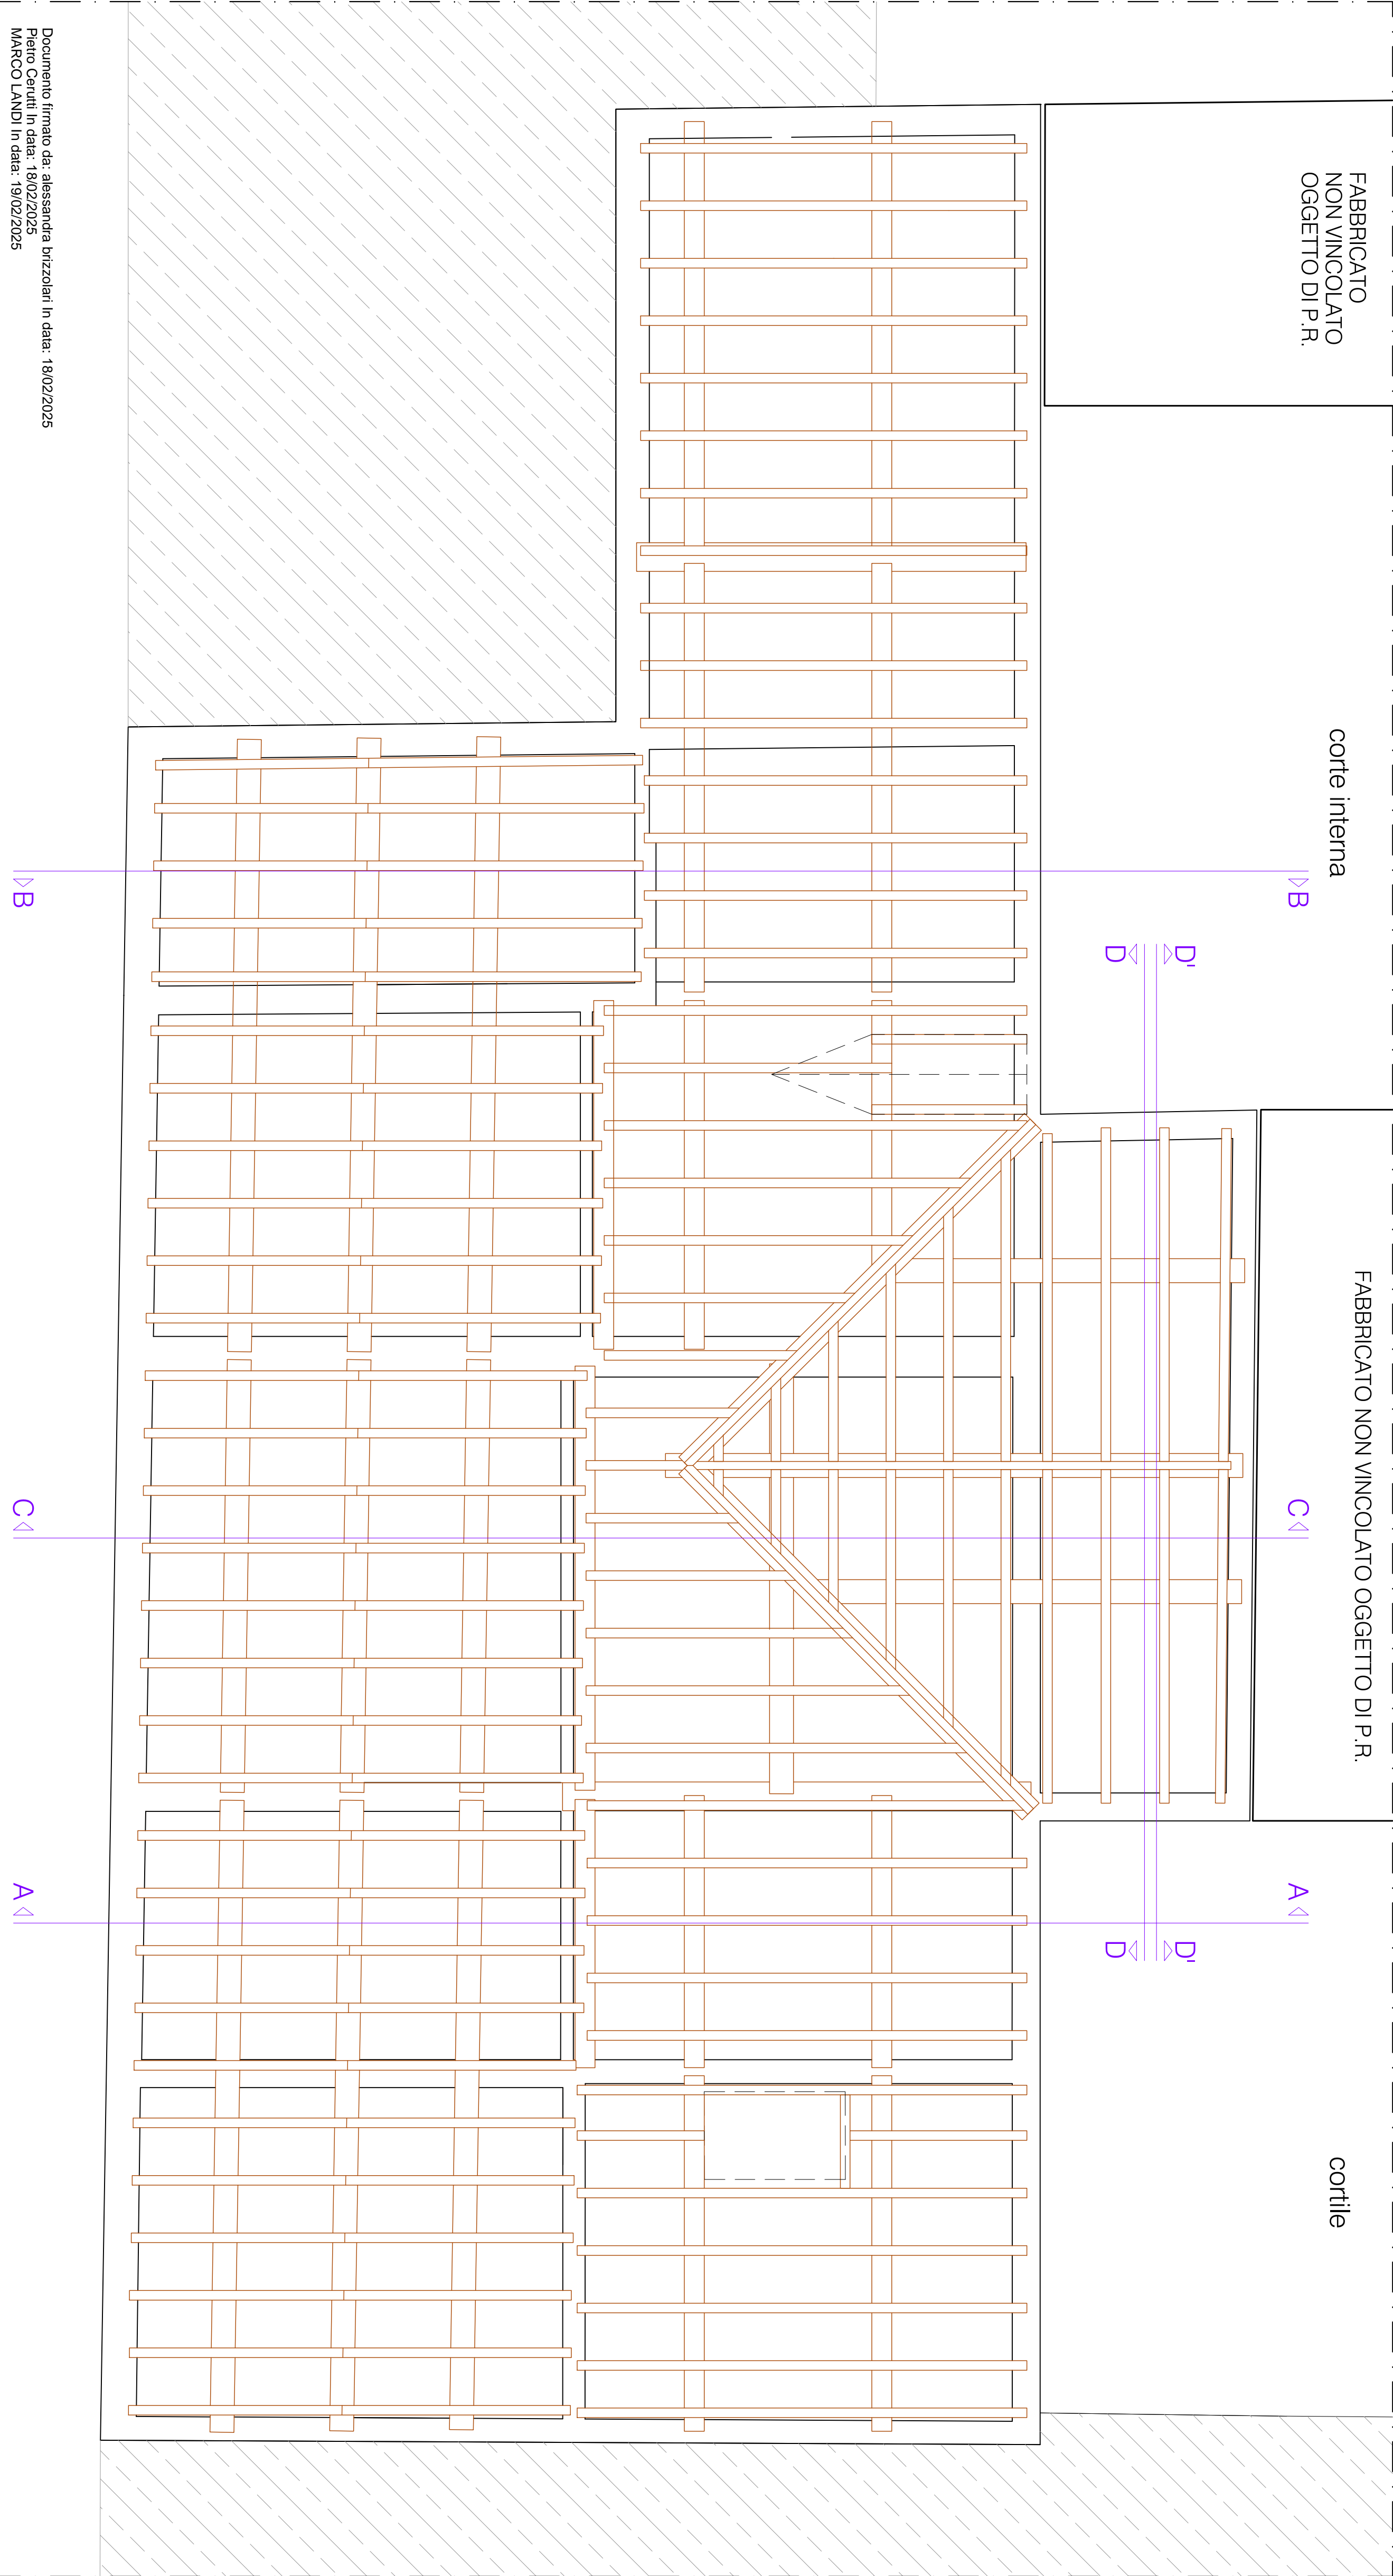 FABBRICATO
NON VINCOLATO
OGGETTO DI P.R.
corte interna
FABBRICATO NON VINCOLATO OGGETTO DI P.R.
cortile
B
B
D'
D
C
C
A
A
D'
D
Documento firmato da: alessandra brizzolari In data: 18/02/2025
Pietro Cerutti In data: 18/02/2025
MARCO LANDI In data: 19/02/2025